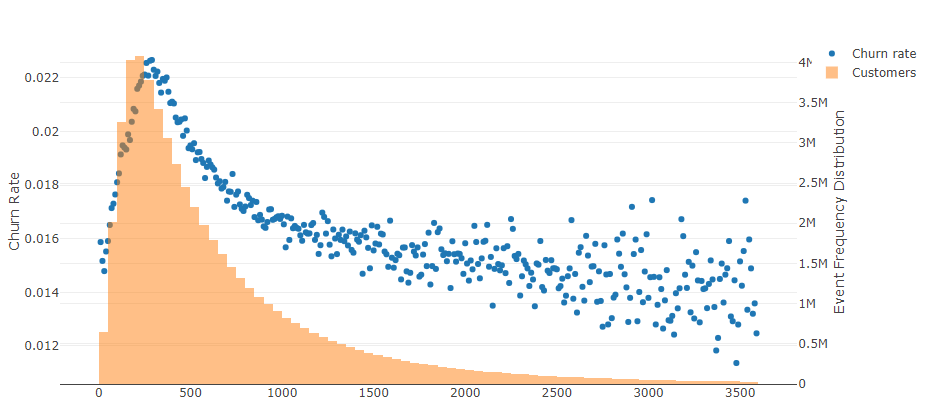 Churn rate
Customers
Churn Rate
0.022
0.02
0.018
0.016
0.014
0.012
4M
3.5M
3M
2.5M
2M
1.5M
1M
0.5M
0
Event Frequency Distribution
0
500
1000
1500
2000
2500
3000
3500